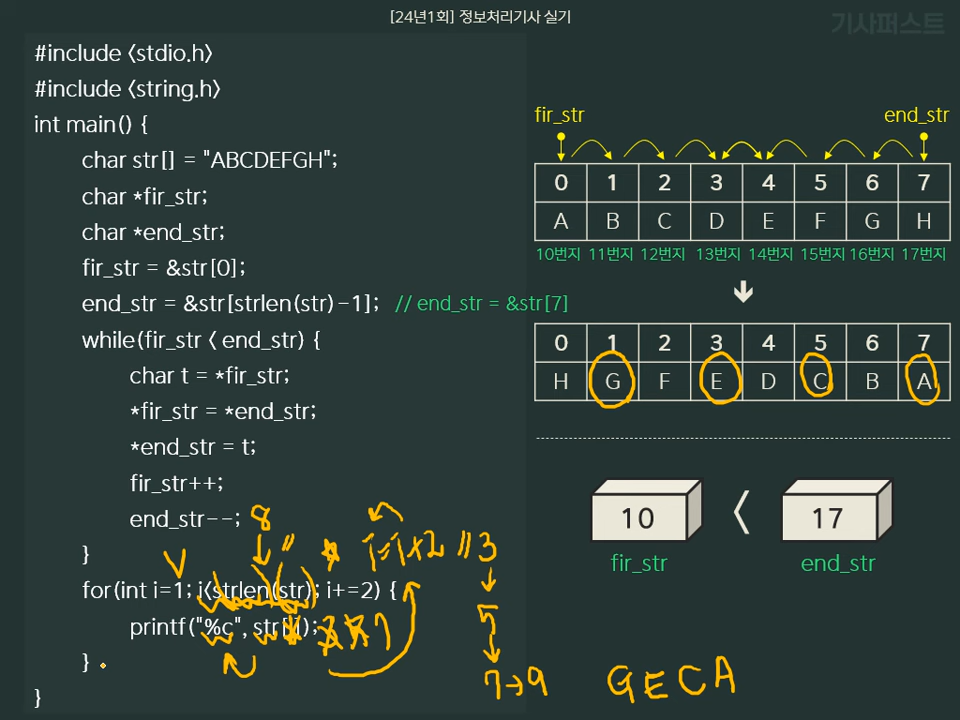 [24년1회] 정보처리기사 실기
기사퍼스트
#include <stdio.h>
#include <string.h>
int main() {
char str[] = "ABCDEFGH";
char *fir_str;
char *end_str;
fir_str = &str[0];
end_str = &str[strlen(str)-1]; // end_str = &str[7]
while(fir_str < end_str) {
char t = *fir_str;
*fir_str = *end_str;
*end_str = t;
fir_str++;
end_str--;
}
for(int i=1; i<strlen(str); i+=2) {
printf("%c", str[i]);
}
}
fir_str end_str
0 1 2 3 4 5 6 7
A B C D E F G H
10번지 11번지 12번지 13번지 14번지 15번지 16번지 17번지
0 1 2 3 4 5 6 7
H G F E D C B A
10 < 17
fir_str end_str
8
3
5
7→9
GECA